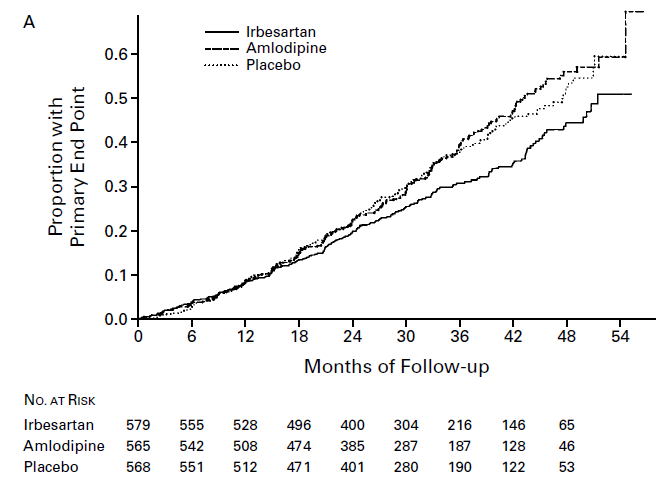 A
Irbesartan
Amlodipine
Placebo
Proportion with
Primary End Point
0.6
0.5
0.4
0.3
0.2
0.1
0.0
0 6 12 18 24 30 36 42 48 54
Months of Follow-up
NO. AT RISK
Irbesartan 579 555 528 496 400 304 216 146 65
Amlodipine 565 542 508 474 385 287 187 128 46
Placebo 568 551 512 471 401 280 190 122 53